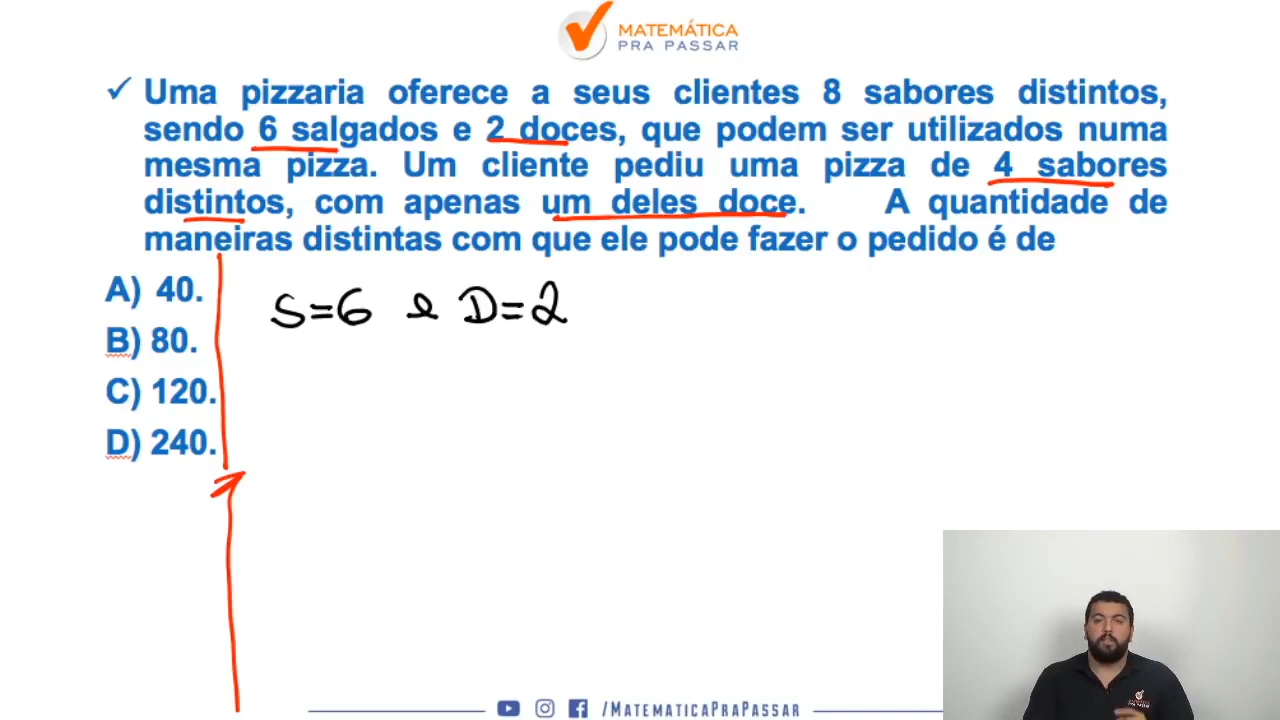 MATEMÁTICA
PRA PASSAR
✓ Uma pizzaria oferece a seus clientes 8 sabores distintos,
sendo 6 salgados e 2 doces, que podem ser utilizados numa
mesma pizza. Um cliente pediu uma pizza de 4 sabores
distintos, com apenas um deles doce. A quantidade de
maneiras distintas com que ele pode fazer o pedido é de
A) 40.
B) 80.
C) 120.
D) 240.
S=6 e D=2
/MatematicaPraPassar